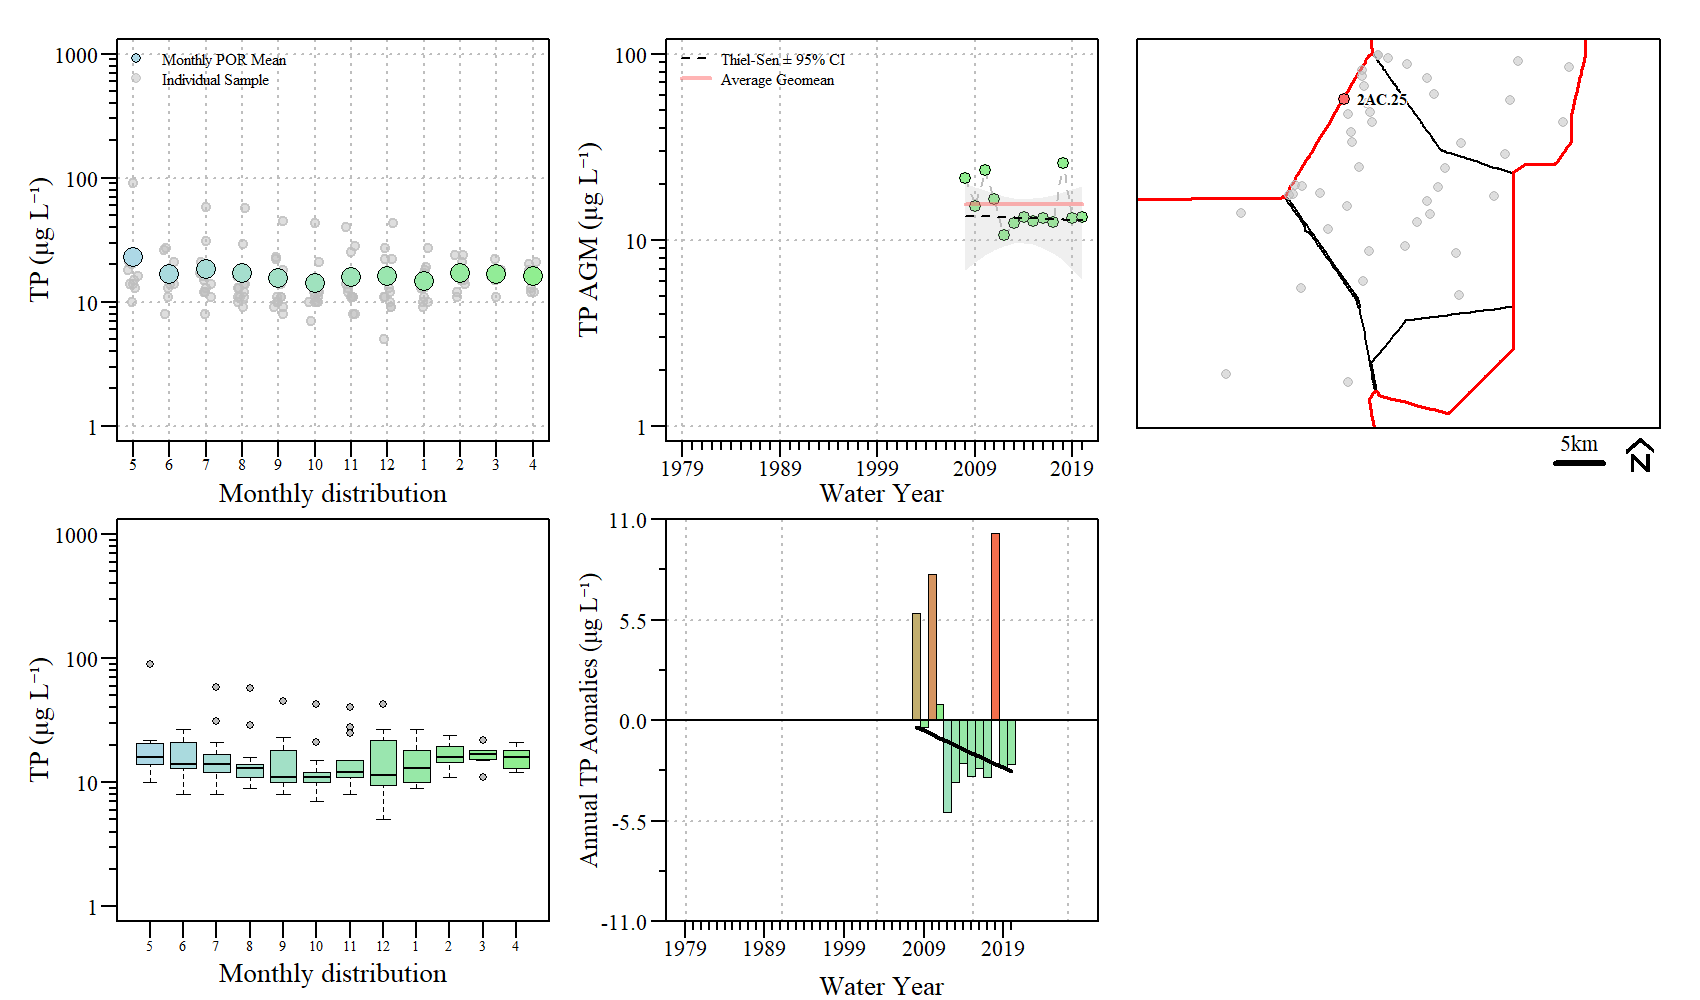 1000
100
10
1
TP (µg L⁻¹)
Monthly POR Mean
Individual Sample
5 6 7 8 9 10 11 12 1 2 3 4
Monthly distribution
100
10
1
TP AGM (µg L⁻¹)
Thiel-Sen ± 95% CI
Average Geomean
1979 1989 1999 2009 2019
Water Year
2AC.25
5km
N
1000
100
10
1
TP (µg L⁻¹)
5 6 7 8 9 10 11 12 1 2 3 4
Monthly distribution
11.0
5.5
0.0
-5.5
-11.0
Annual TP Aomalies (µg L⁻¹)
1979 1989 1999 2009 2019
Water Year